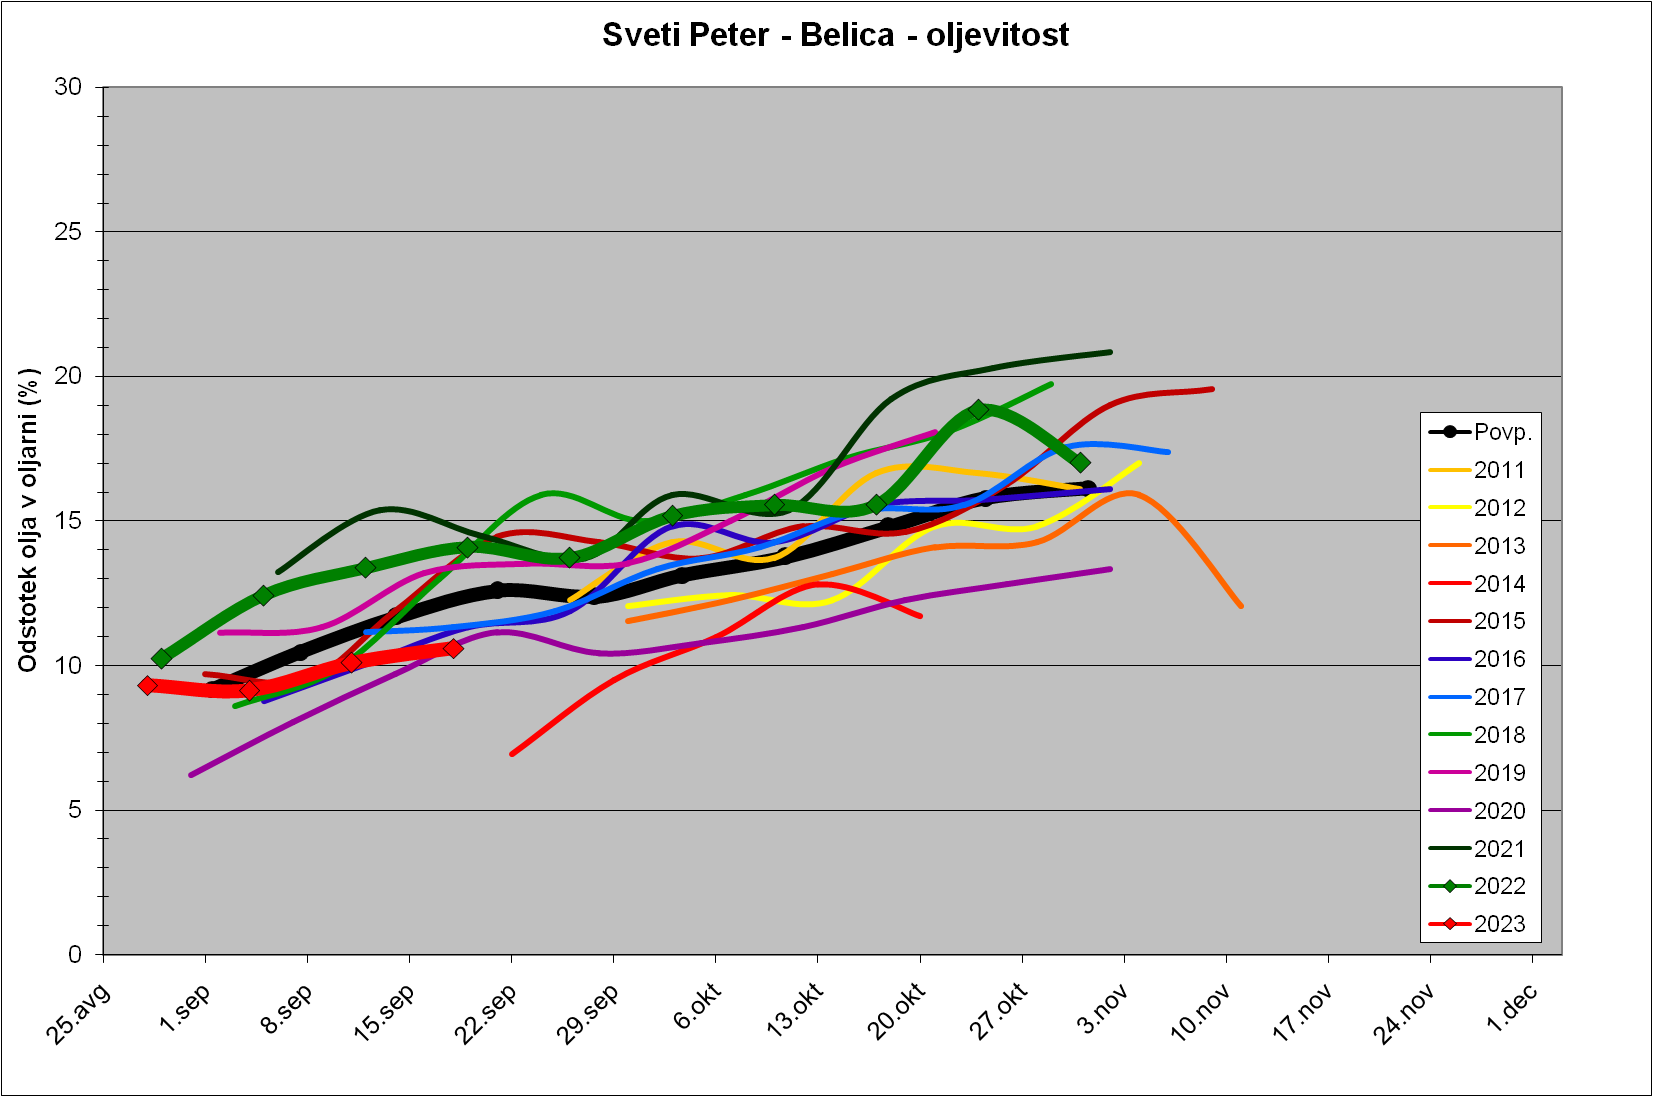 Sveti Peter - Belica - oljevitost
Odstotek olja v oljarni (%)
30
25
20
15
10
5
0
25.avg
1.sep
8.sep
15.sep
22.sep
29.sep
6.okt
13.okt
20.okt
27.okt
3.nov
10.nov
17.nov
24.nov
1.dec
Povp.
2011
2012
2013
2014
2015
2016
2017
2018
2019
2020
2021
2022
2023